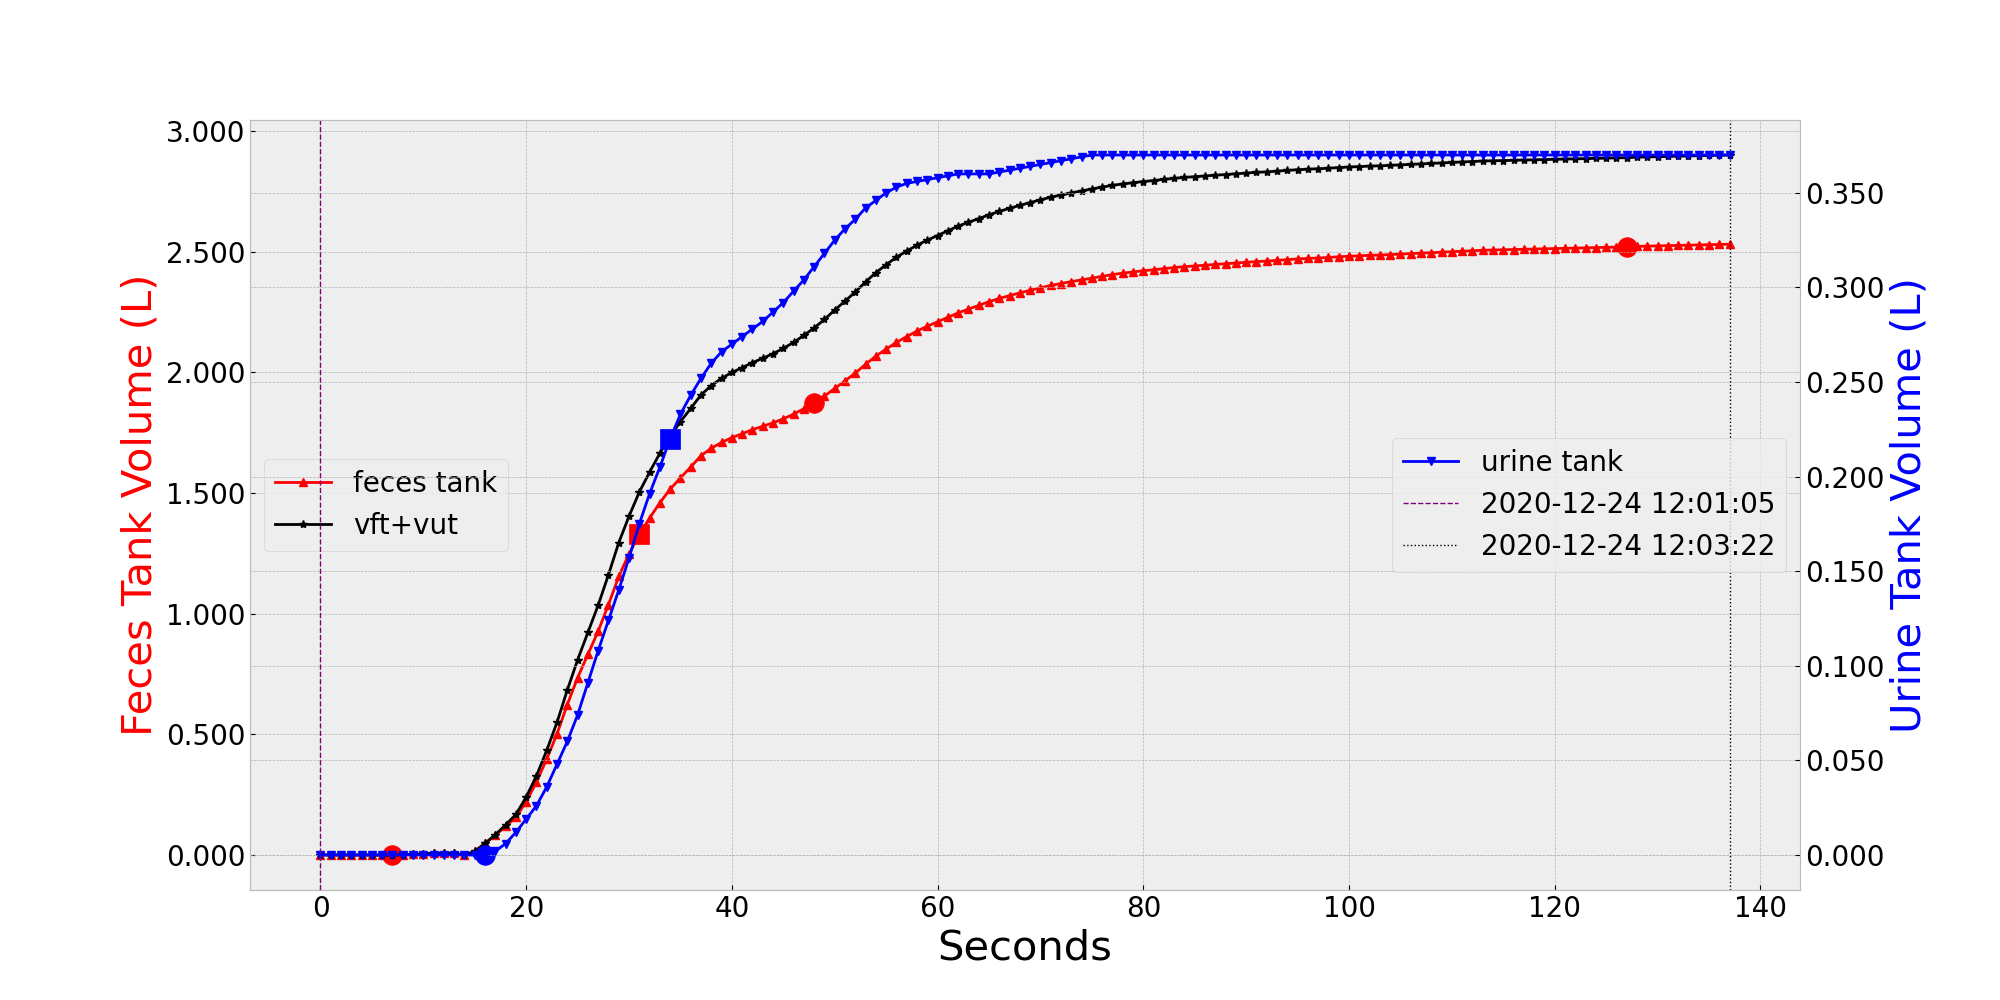 3.000
2.500
2.000
1.500
1.000
0.500
0.000
Feces Tank Volume (L)
feces tank
vft+vut
urine tank
2020-12-24 12:01:05
2020-12-24 12:03:22
0.350
0.300
0.250
0.200
0.150
0.100
0.050
0.000
Urine Tank Volume (L)
0 20 40 60 80 100 120 140
Seconds